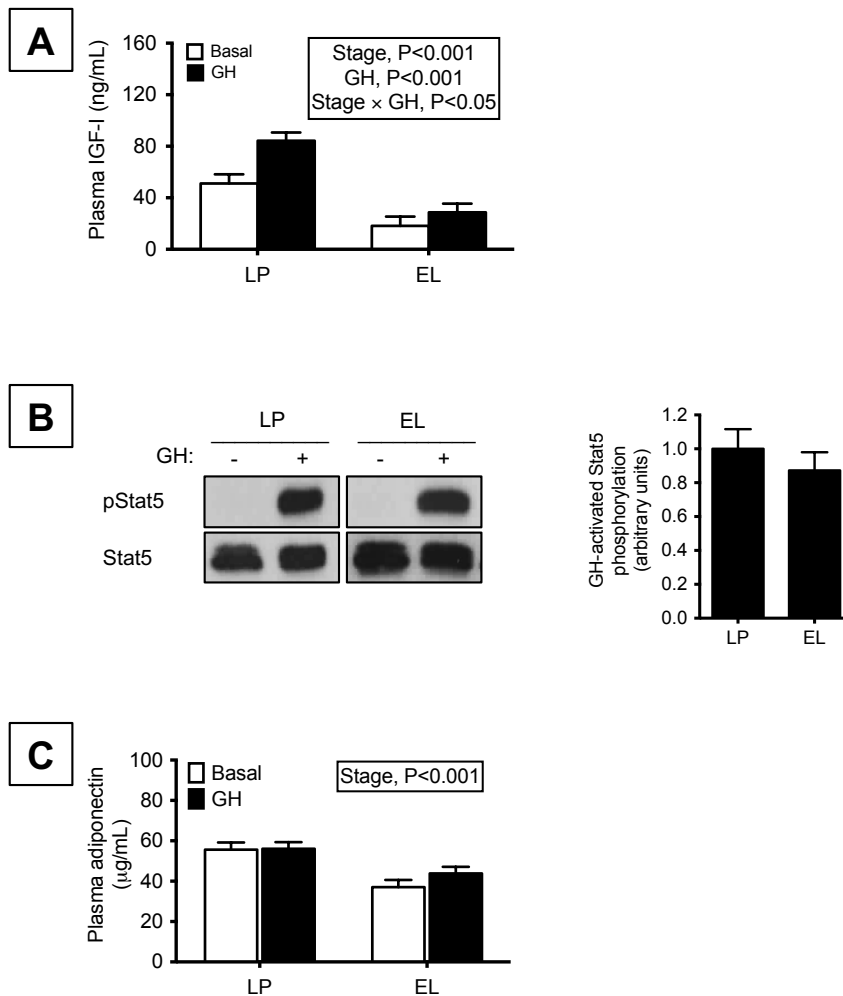 A
Plasma IGF-I (ng/mL)
160
120
80
40
0
Basal
GH
Stage, P<0.001
GH, P<0.001
Stage × GH, P<0.05
LP EL
B
LP EL
GH: - + - +
pStat5
Stat5
GH-activated Stat5
phosphorylation
(arbitrary units)
1.2
1.0
0.8
0.6
0.4
0.2
0.0
LP EL
C
Plasma adiponectin
(μg/mL)
100
80
60
40
20
0
Basal
GH
Stage, P<0.001
LP EL